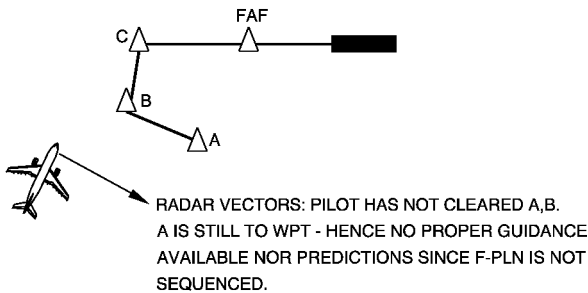 FAF
C
B
A
RADAR VECTORS: PILOT HAS NOT CLEARED A,B.
A IS STILL TO WPT - HENCE NO PROPER GUIDANCE
AVAILABLE NOR PREDICTIONS SINCE F-PLN IS NOT
SEQUENCED.